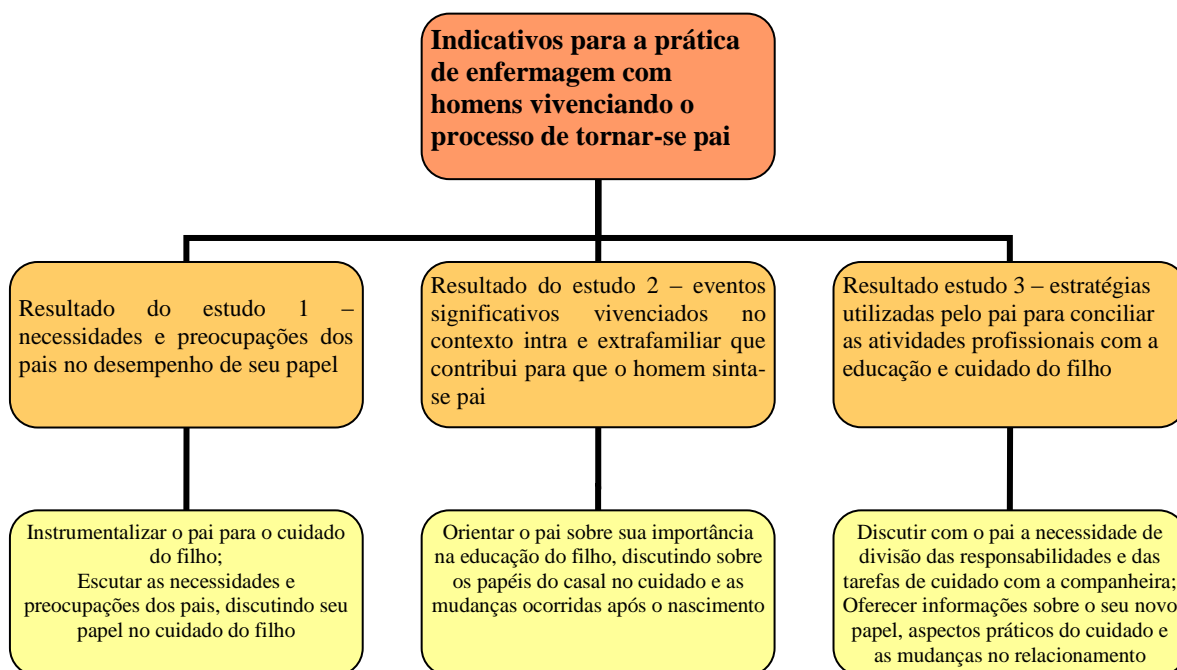 Indicativos para a prática
de enfermagem com
homens vivenciando o
processo de tornar-se pai
Resultado do estudo 1 –
necessidades e preocupações dos
pais no desempenho de seu papel
Resultado do estudo 2 – eventos
significativos vivenciados no
contexto intra e extrafamiliar que
contribui para que o homem sinta-
se pai
Resultado estudo 3 – estratégias
utilizadas pelo pai para conciliar
as atividades profissionais com a
educação e cuidado do filho
Instrumentalizar o pai para o cuidado
do filho;
Escutar as necessidades e
preocupações dos pais, discutindo seu
papel no cuidado do filho
Orientar o pai sobre sua importância
na educação do filho, discutindo sobre
os papéis do casal no cuidado e as
mudanças ocorridas após o nascimento
Discutir com o pai a necessidade de
divisão das responsabilidades e das
tarefas de cuidado com a companheira;
Oferecer informações sobre o seu novo
papel, aspectos práticos do cuidado e
as mudanças no relacionamento